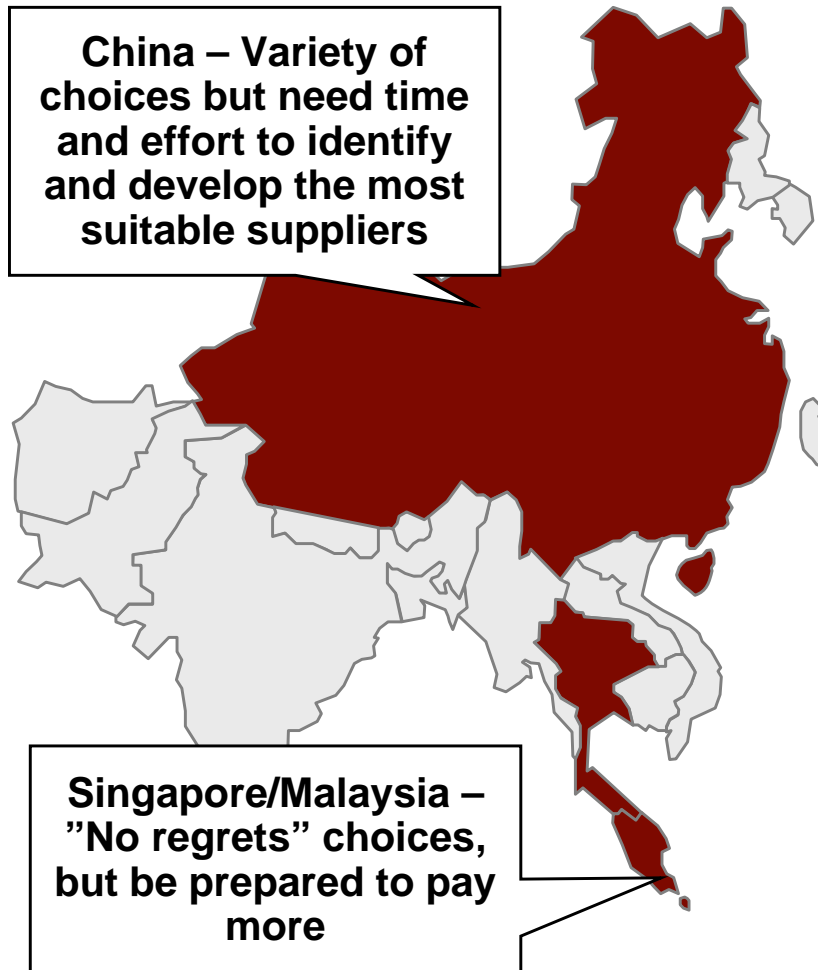 China – Variety of
choices but need time
and effort to identify
and develop the most
suitable suppliers
Singapore/Malaysia –
”No regrets” choices,
but be prepared to pay
more